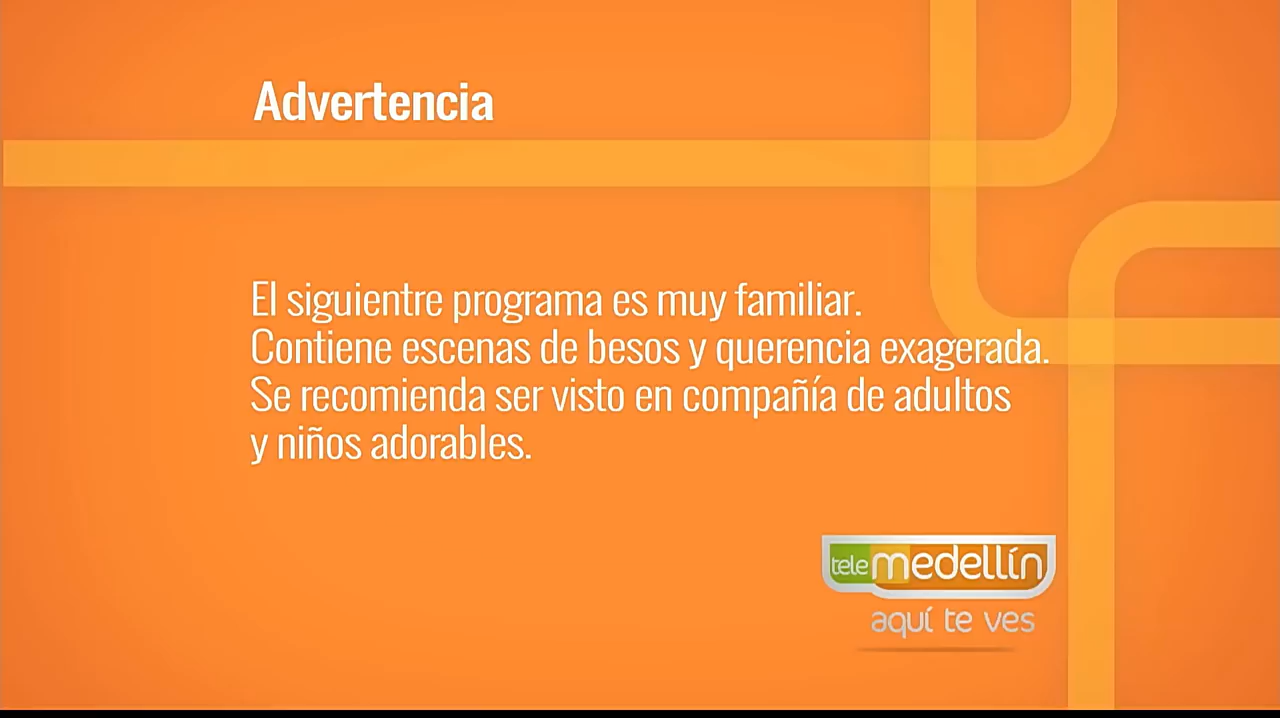 Advertencia
El siguientre programa es muy familiar.
Contiene escenas de besos y querencia exagerada.
Se recomienda ser visto en compañía de adultos
y niños adorables.
tele medellín
aquí te ves